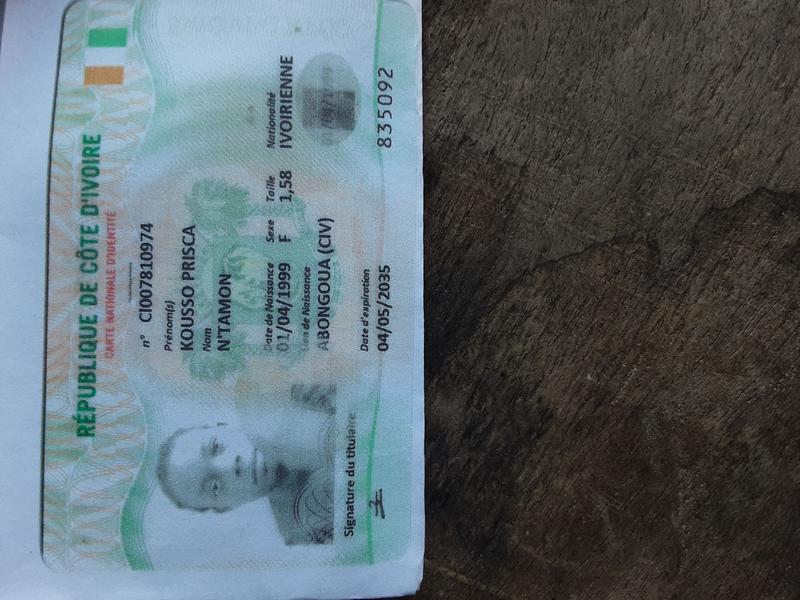 RÉPUBLIQUE DE CÔTE D'IVOIRE
CARTE NATIONALE D'IDENTITÉ
n° CI007810974
Prénom(s)
KOUSSO PRISCA
Nom
N'TAMON
Date de Naissance Sexe Taille Nationalité
01/04/1999 F 1,58 IVOIRIENNE
Lieu de Naissance
ABONGOUA (CIV)
Date d'expiration
04/05/2035
835092
Signature du titulaire